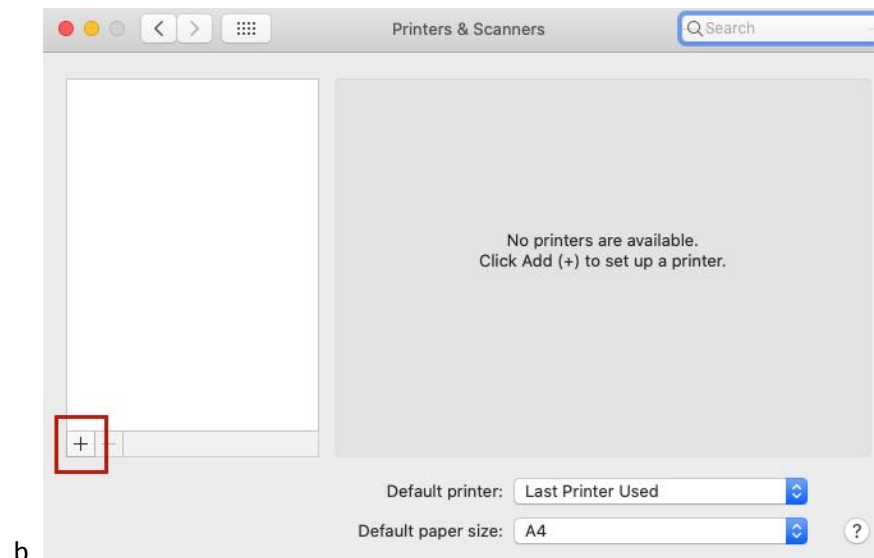 Printers & Scanners
Search
No printers are available.
Click Add (+) to set up a printer.
+ −
Default printer: Last Printer Used
Default paper size: A4
?
b